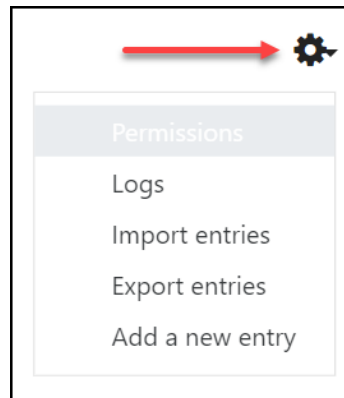 Permissions
Logs
Import entries
Export entries
Add a new entry